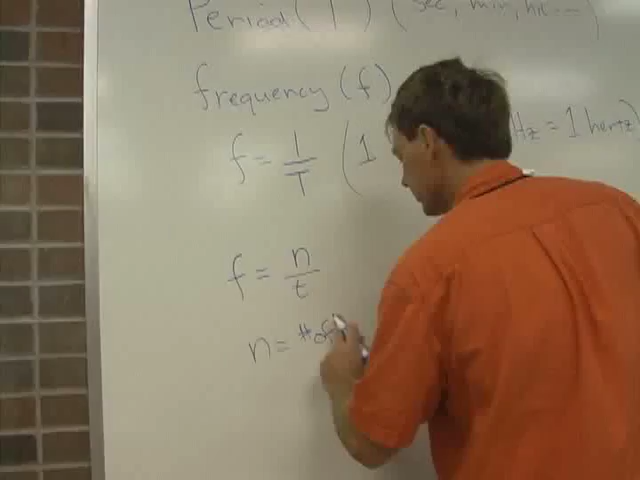 Period (T) (sec, min, hr....)
frequency (f)
f = 1/T (1 Hz = 1 hertz)
f = n/t
n = # of